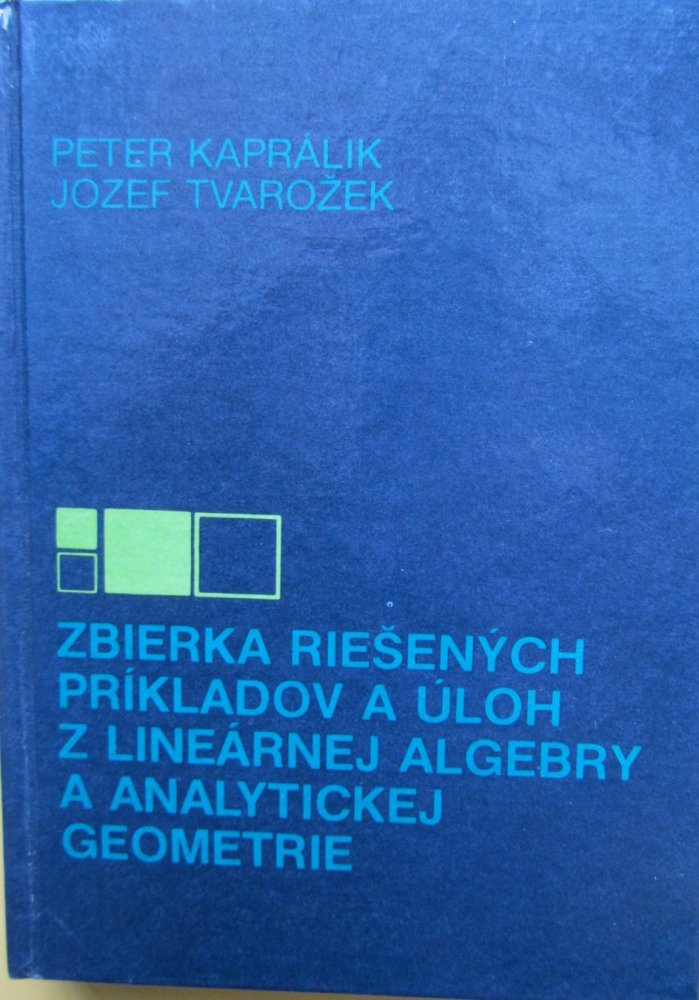 PETER KAPRÁLIK
JOZEF TVAROŽEK
ZBIERKA RIEŠENÝCH
PRÍKLADOV A ÚLOH
Z LINEÁRNEJ ALGEBRY
A ANALYTICKEJ
GEOMETRIE